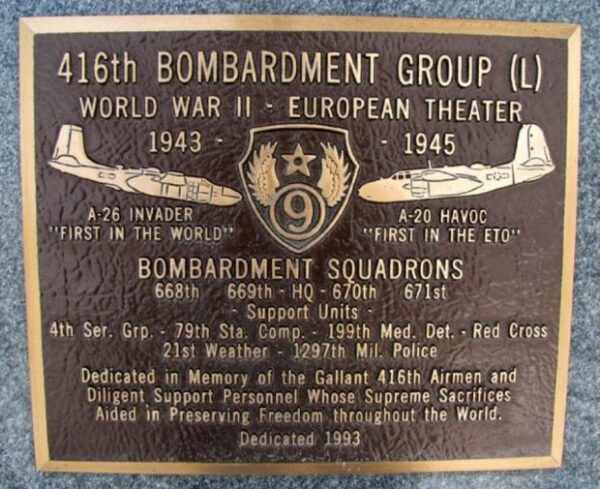 416th BOMBARDMENT GROUP (L)
WORLD WAR II - EUROPEAN THEATER
1943 - - 1945
9
A-26 INVADER
"FIRST IN THE WORLD"
A-20 HAVOC
"FIRST IN THE ETO"
BOMBARDMENT SQUADRONS
668th 669th - HQ - 670th 671st
- Support Units -
4th Ser. Grp. - 79th Sta. Comp. - 199th Med. Det. - Red Cross
21st Weather - 1297th Mil. Police
Dedicated in Memory of the Gallant 416th Airmen and
Diligent Support Personnel Whose Supreme Sacrifices
Aided in Preserving Freedom throughout the World.
Dedicated 1993